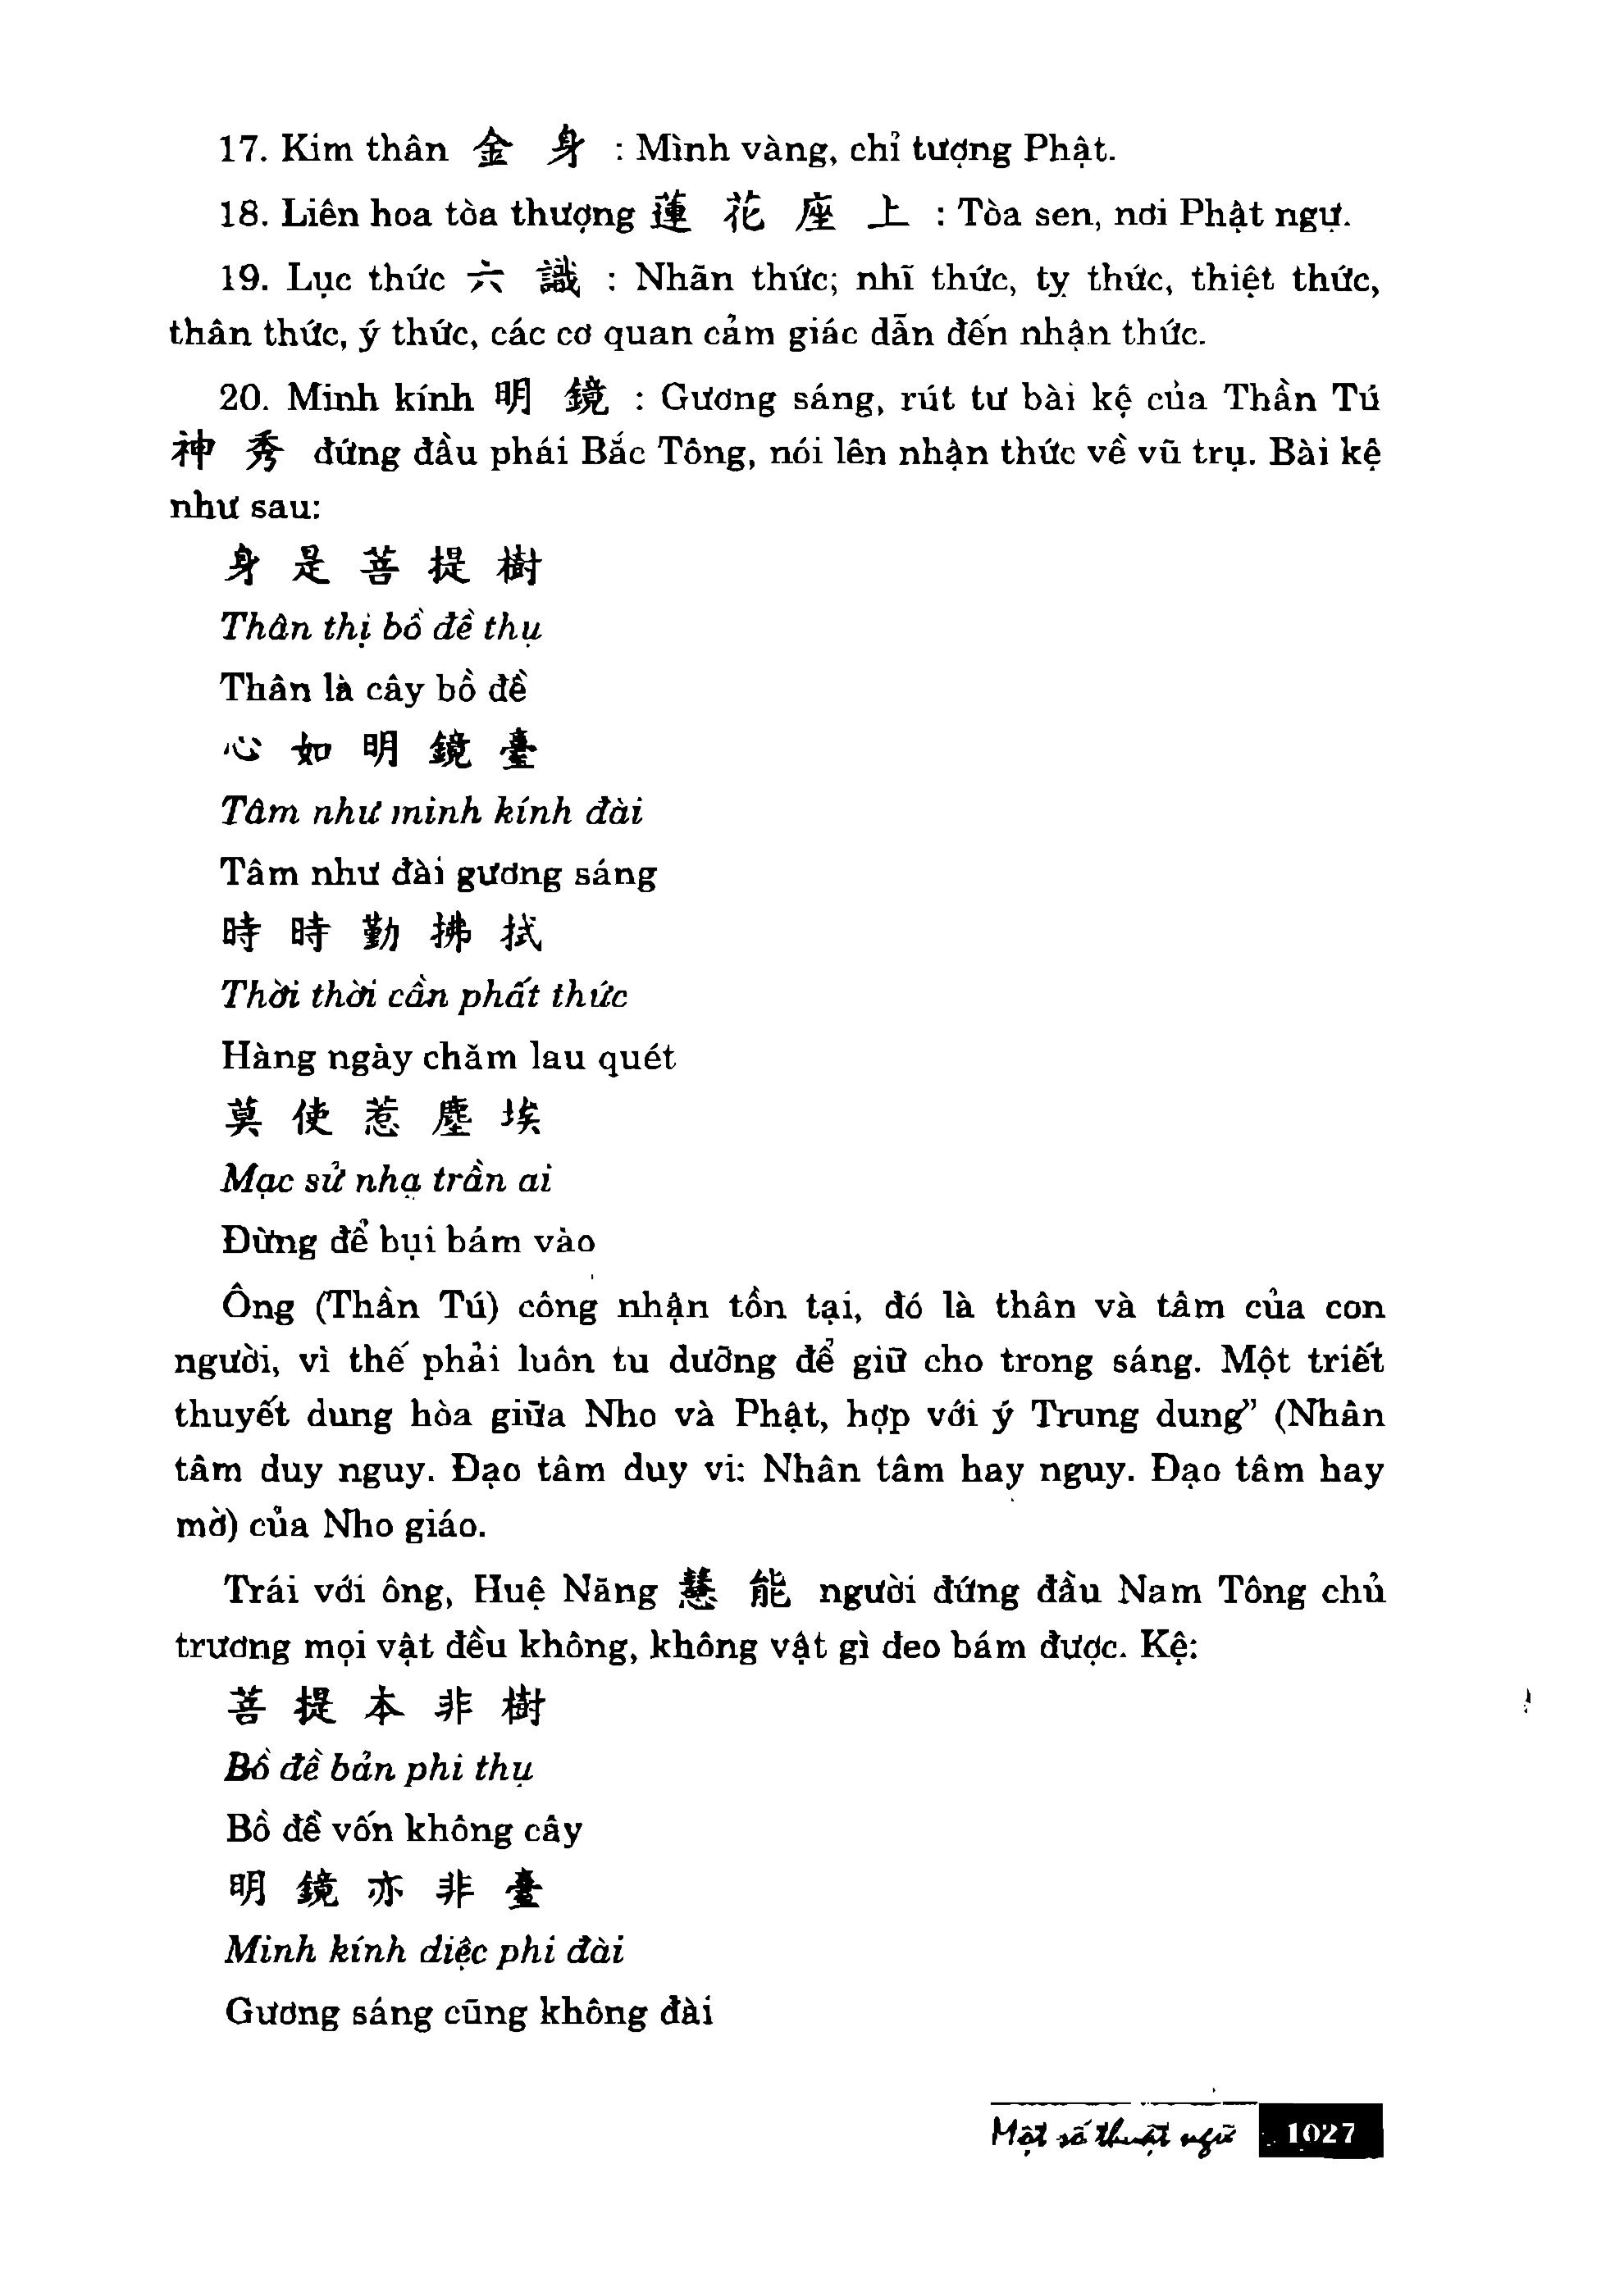 17. Kim thân 金身 : Mình vàng, chỉ tượng Phật.
18. Liên hoa tòa thượng 蓮花座上 : Tòa sen, nơi Phật ngự.
19. Lục thức 六識 : Nhãn thức; nhĩ thức, tỵ thức, thiệt thức,
thân thức, ý thức, các cơ quan cảm giác dẫn đến nhận thức.
20. Minh kính 明鏡 : Gương sáng, rút tư bài kệ của Thần Tú
神秀 đứng đầu phái Bắc Tông, nói lên nhận thức về vũ trụ. Bài kệ
như sau:
身是菩提樹
Thân thị bồ đề thụ
Thân là cây bồ đề
心如明鏡臺
Tâm như minh kính đài
Tâm như đài gương sáng
時時勤拂拭
Thời thời cần phất thức
Hàng ngày chăm lau quét
莫使惹塵埃
Mạc sử nhạ trần ai
Đừng để bụi bám vào
Ông (Thần Tú) công nhận tồn tại, đó là thân và tâm của con
người, vì thế phải luôn tu dưỡng để giữ cho trong sáng. Một triết
thuyết dung hòa giữa Nho và Phật, hợp với ý Trung dung” (Nhân
tâm duy nguy. Đạo tâm duy vi: Nhân tâm hay nguy. Đạo tâm hay
mờ) của Nho giáo.
Trái với ông, Huệ Năng 慧能 người đứng đầu Nam Tông chủ
trương mọi vật đều không, không vật gì đeo bám được. Kệ:
菩提本非樹
Bồ đề bản phi thụ
Bồ đề vốn không cây
明鏡亦非臺
Minh kính diệc phi đài
Gương sáng cũng không đài
Một số thuật ngữ 1027